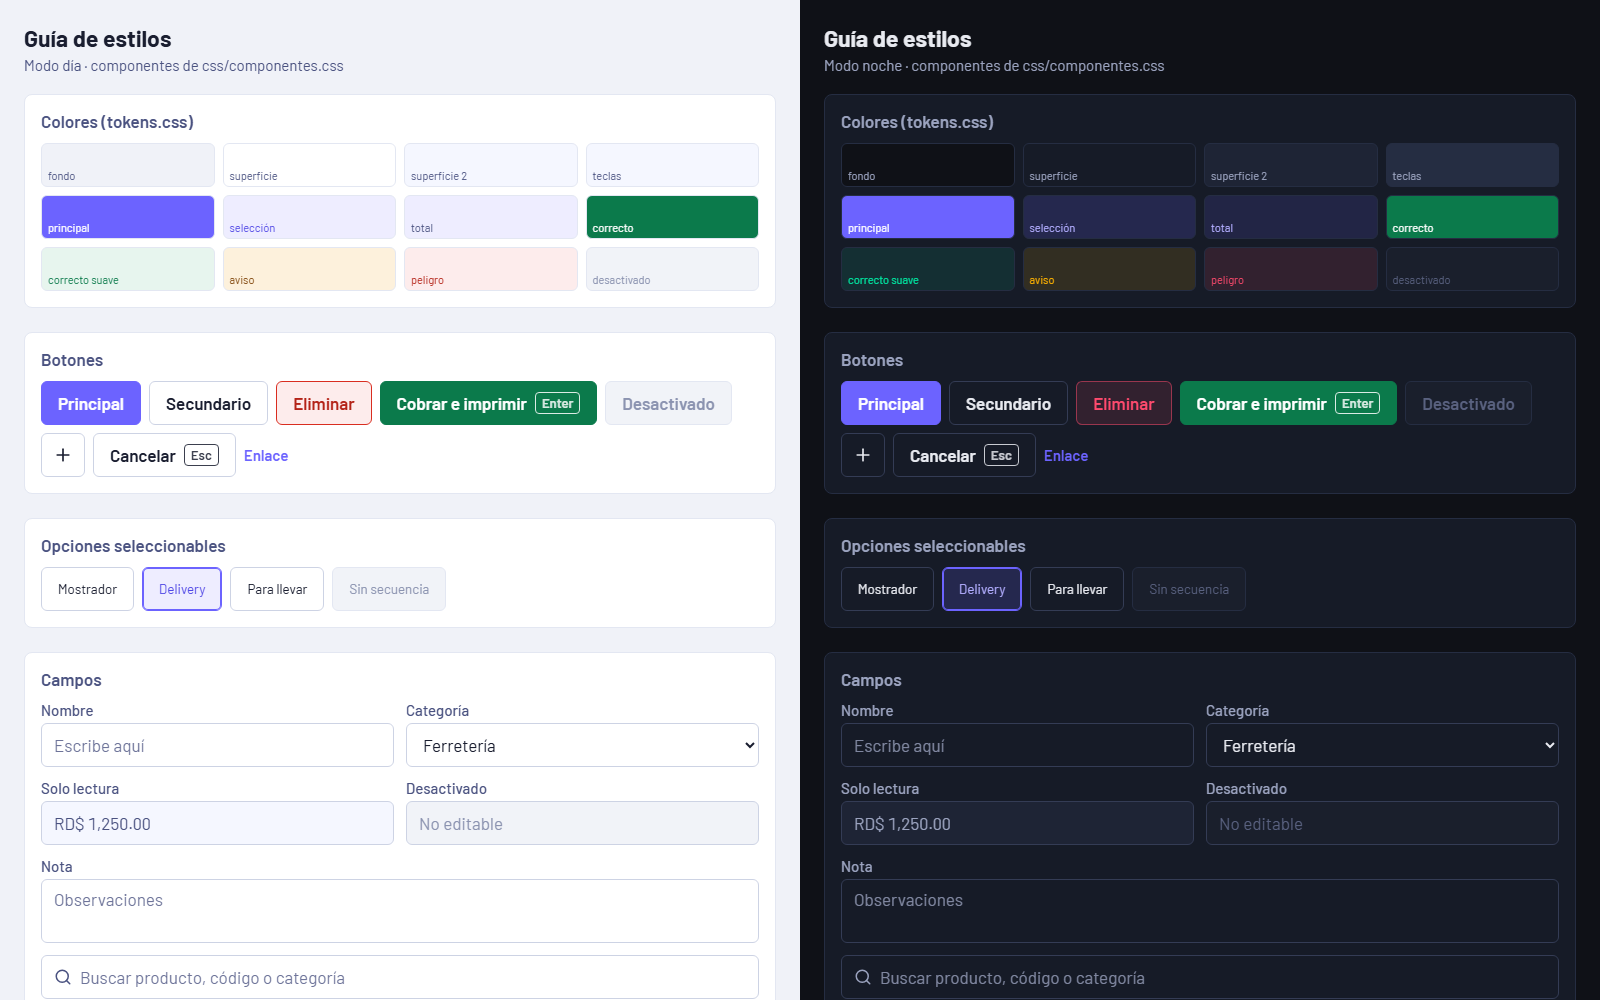 Guía de estilos
Modo día · componentes de css/componentes.css
Colores (tokens.css)
fondo
superficie
superficie 2
teclas
principal
selección
total
correcto
correcto suave
aviso
peligro
desactivado
Botones
Principal
Secundario
Eliminar
Cobrar e imprimir Enter
Desactivado
+
Cancelar Esc
Enlace
Opciones seleccionables
Mostrador
Delivery
Para llevar
Sin secuencia
Campos
Nombre
Escribe aquí
Categoría
Ferretería
Solo lectura
RD$ 1,250.00
Desactivado
No editable
Nota
Observaciones
Buscar producto, código o categoría
Guía de estilos
Modo noche · componentes de css/componentes.css
Colores (tokens.css)
fondo
superficie
superficie 2
teclas
principal
selección
total
correcto
correcto suave
aviso
peligro
desactivado
Botones
Principal
Secundario
Eliminar
Cobrar e imprimir Enter
Desactivado
+
Cancelar Esc
Enlace
Opciones seleccionables
Mostrador
Delivery
Para llevar
Sin secuencia
Campos
Nombre
Escribe aquí
Categoría
Ferretería
Solo lectura
RD$ 1,250.00
Desactivado
No editable
Nota
Observaciones
Buscar producto, código o categoría